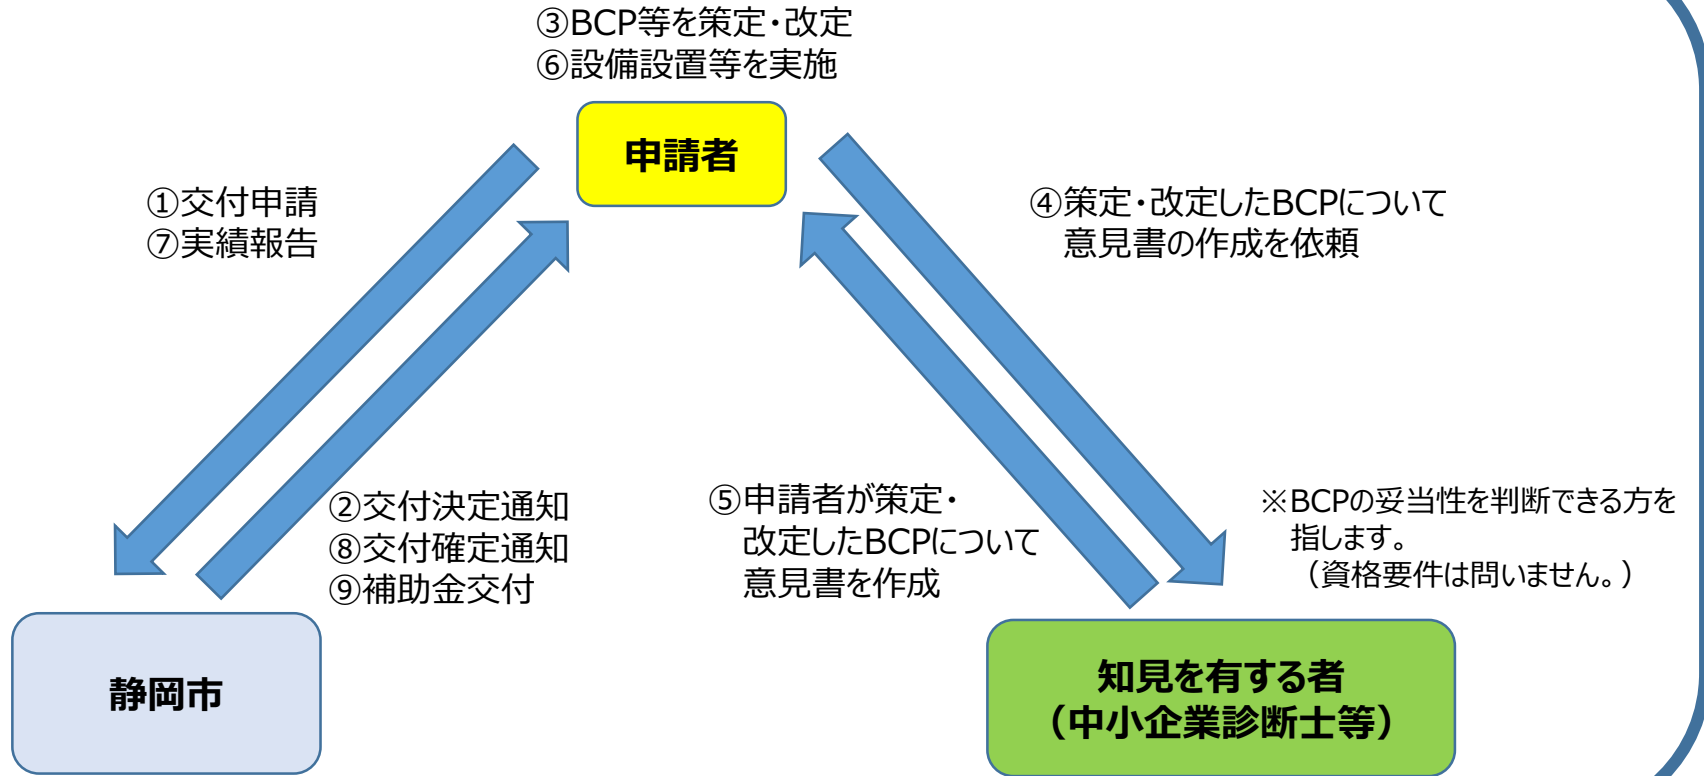 ③BCP等を策定・改定
⑥設備設置等を実施
申請者
①交付申請
⑦実績報告
④策定・改定したBCPについて
意見書の作成を依頼
②交付決定通知
⑧交付確定通知
⑨補助金交付
⑤申請者が策定・
改定したBCPについて
意見書を作成
※BCPの妥当性を判断できる方を
指します。
（資格要件は問いません。）
静岡市
知見を有する者
（中小企業診断士等）